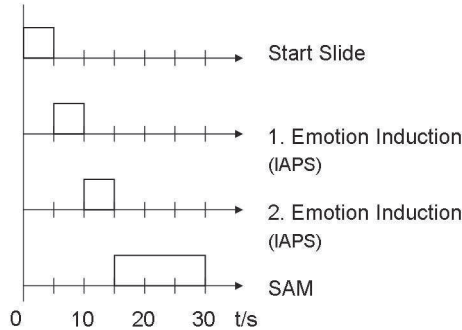 Start Slide
1. Emotion Induction
(IAPS)
2. Emotion Induction
(IAPS)
SAM
0 10 20 30 t/s